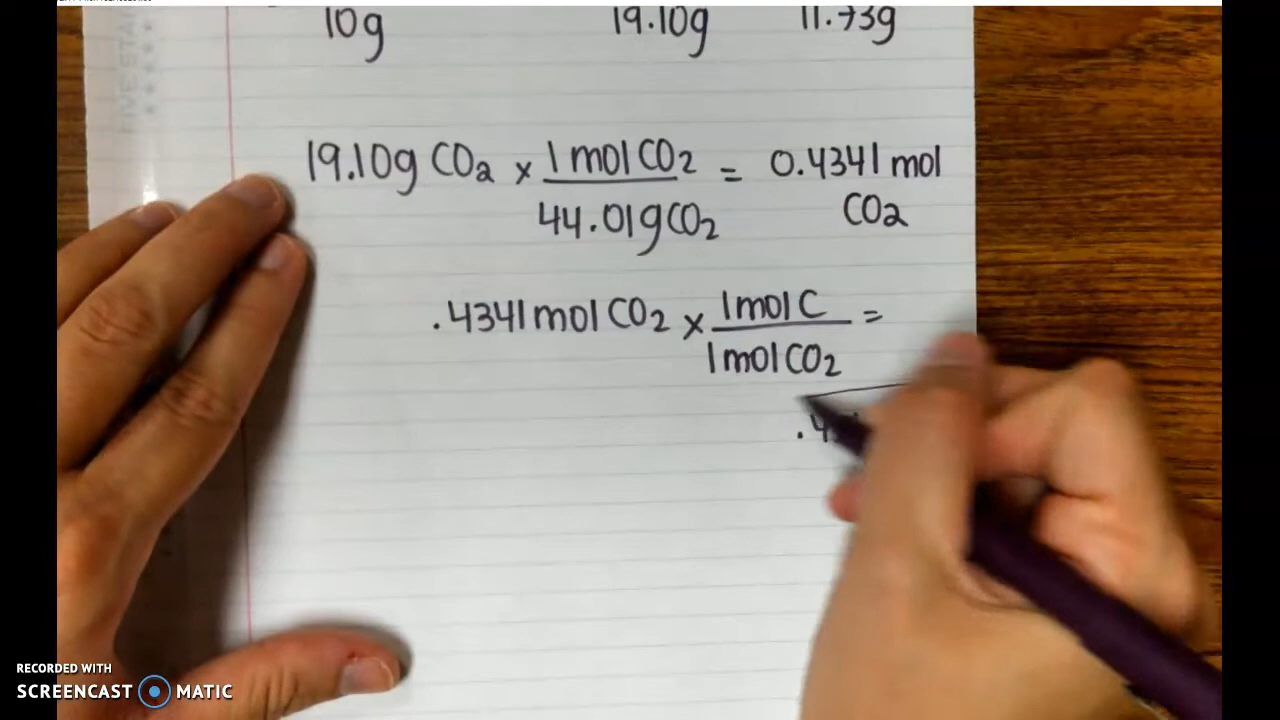 10g 19.10g 11.73g
19.10g CO2 × 1 mol CO2 = 0.4341 mol
44.01g CO2 CO2
.4341 mol CO2 × 1 mol C =
1 mol CO2
RECORDED WITH
SCREENCAST MATIC